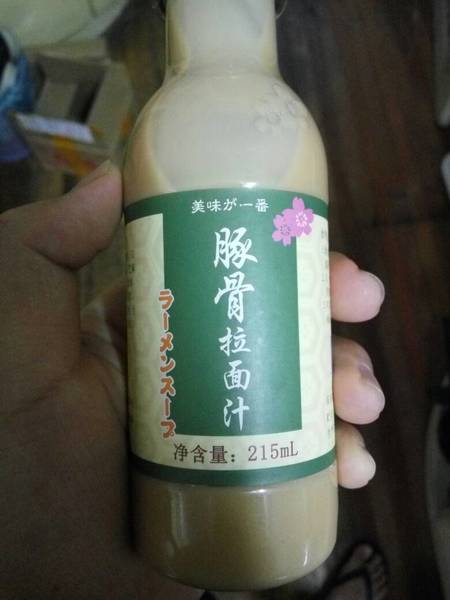 美味が一番
豚骨拉面汁
ラーメンスープ
净含量：215mL